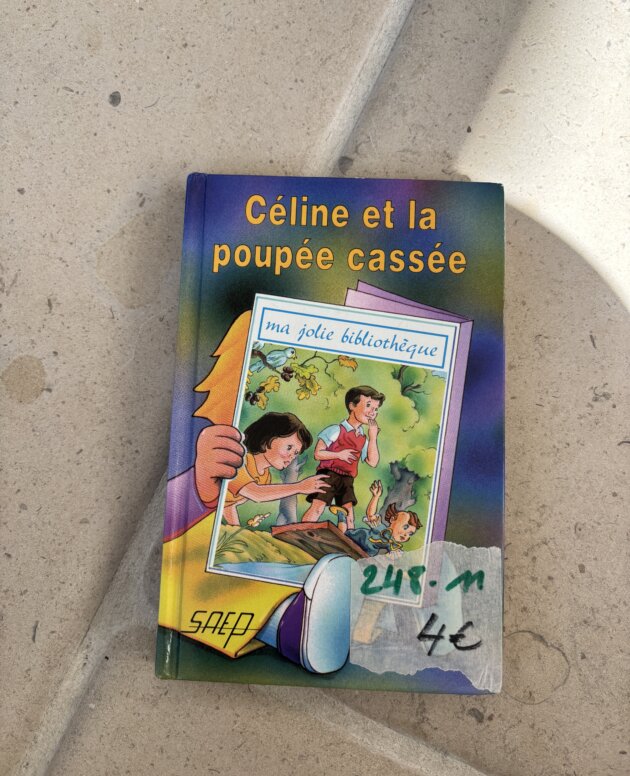 Céline et la
poupée cassée
ma jolie bibliothèque
SAEP
248.11
4€